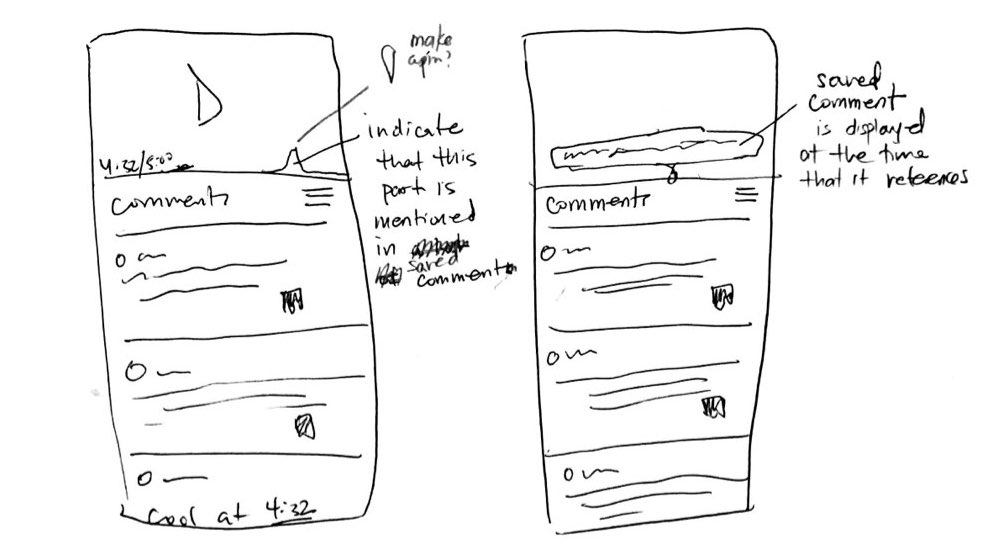 make
a pin?
indicate
that this
part is
mentioned
in
saved
comment
4:32/5:00
Comments
Cool at 4:32
saved
comment
is displayed
at the time
that it references
Comments